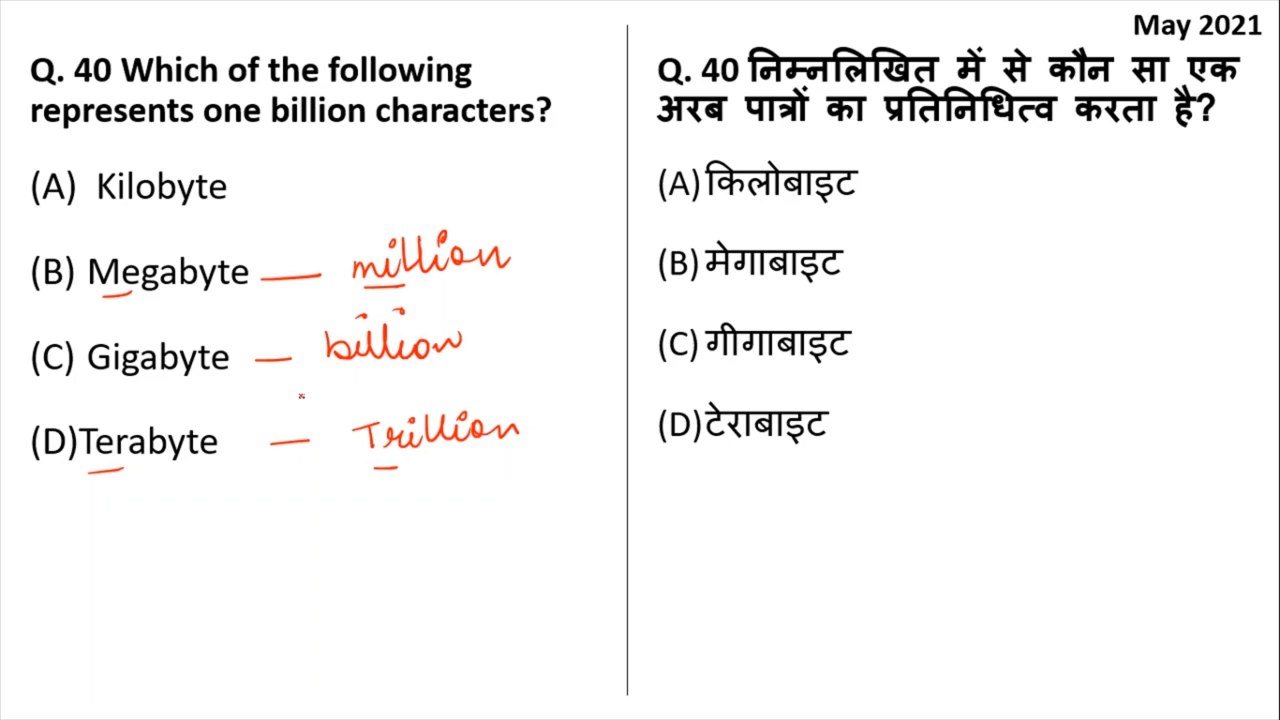 May 2021
Q. 40 Which of the following
represents one billion characters?
(A) Kilobyte
(B) Megabyte — million
(C) Gigabyte — billion
(D)Terabyte — Trillion
Q. 40 निम्नलिखित में से कौन सा एक
अरब पात्रों का प्रतिनिधित्व करता है?
(A) किलोबाइट
(B) मेगाबाइट
(C) गीगाबाइट
(D) टेराबाइट